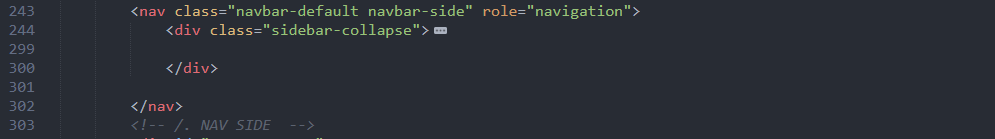 243 <nav class="navbar-default navbar-side" role="navigation">
244 <div class="sidebar-collapse">
299
300 </div>
301
302 </nav>
303 <!-- /. NAV SIDE  -->